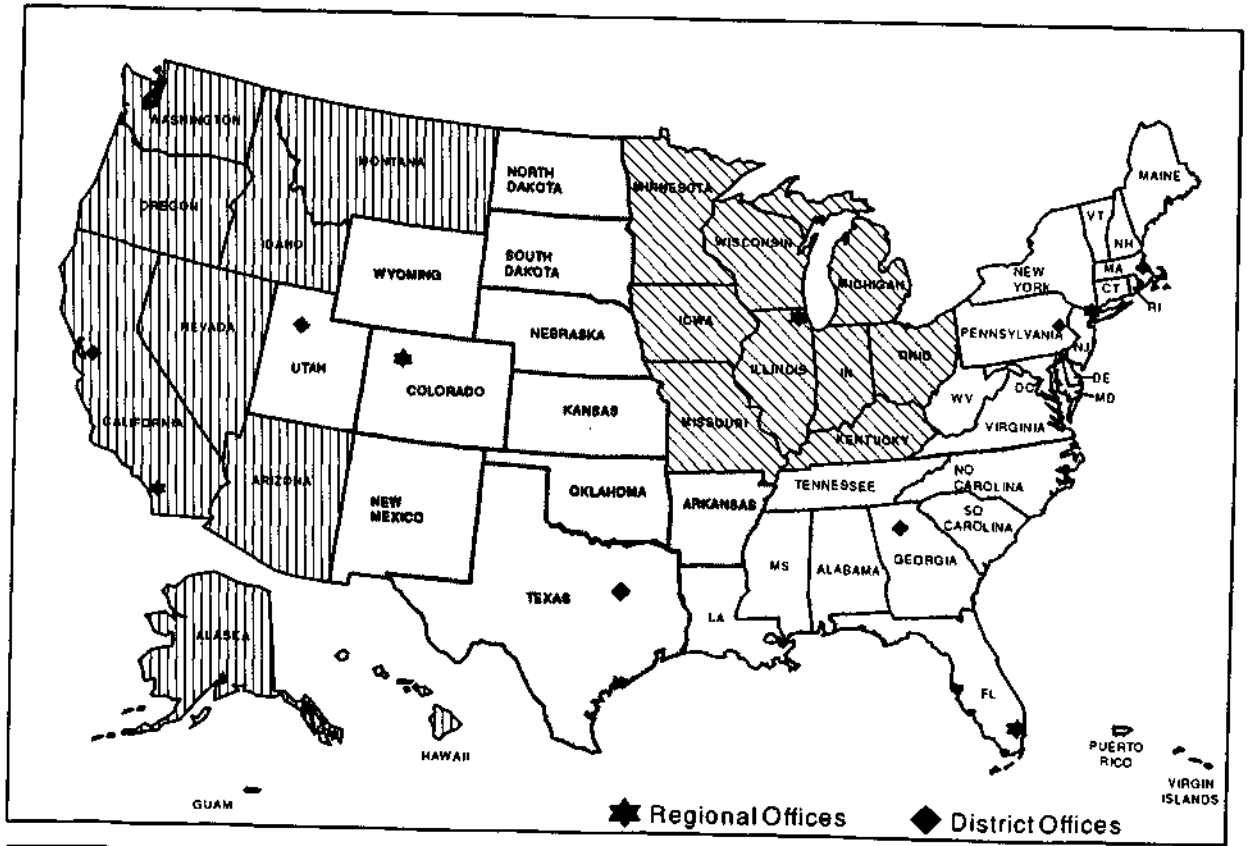 WASHINGTON
MONTANA
OREGON
IDAHO
NORTH
DAKOTA
MINNESOTA
SOUTH
DAKOTA
WYOMING
WISCONSIN
MICHIGAN
MAINE
VT
NH
MA
CT
RI
NEW
YORK
NEVADA
NEBRASKA
IOWA
PENNSYLVANIA
NJ
UTAH
COLORADO
ILLINOIS
IN
OHIO
DE
DC
MD
WV
VIRGINIA
CALIFORNIA
KANSAS
MISSOURI
KENTUCKY
ARIZONA
NEW
MEXICO
OKLAHOMA
ARKANSAS
TENNESSEE
NO
CAROLINA
SO
CAROLINA
TEXAS
LA
MS
ALABAMA
GEORGIA
FL
ALASKA
HAWAII
GUAM
PUERTO
RICO
VIRGIN
ISLANDS
Regional Offices
District Offices